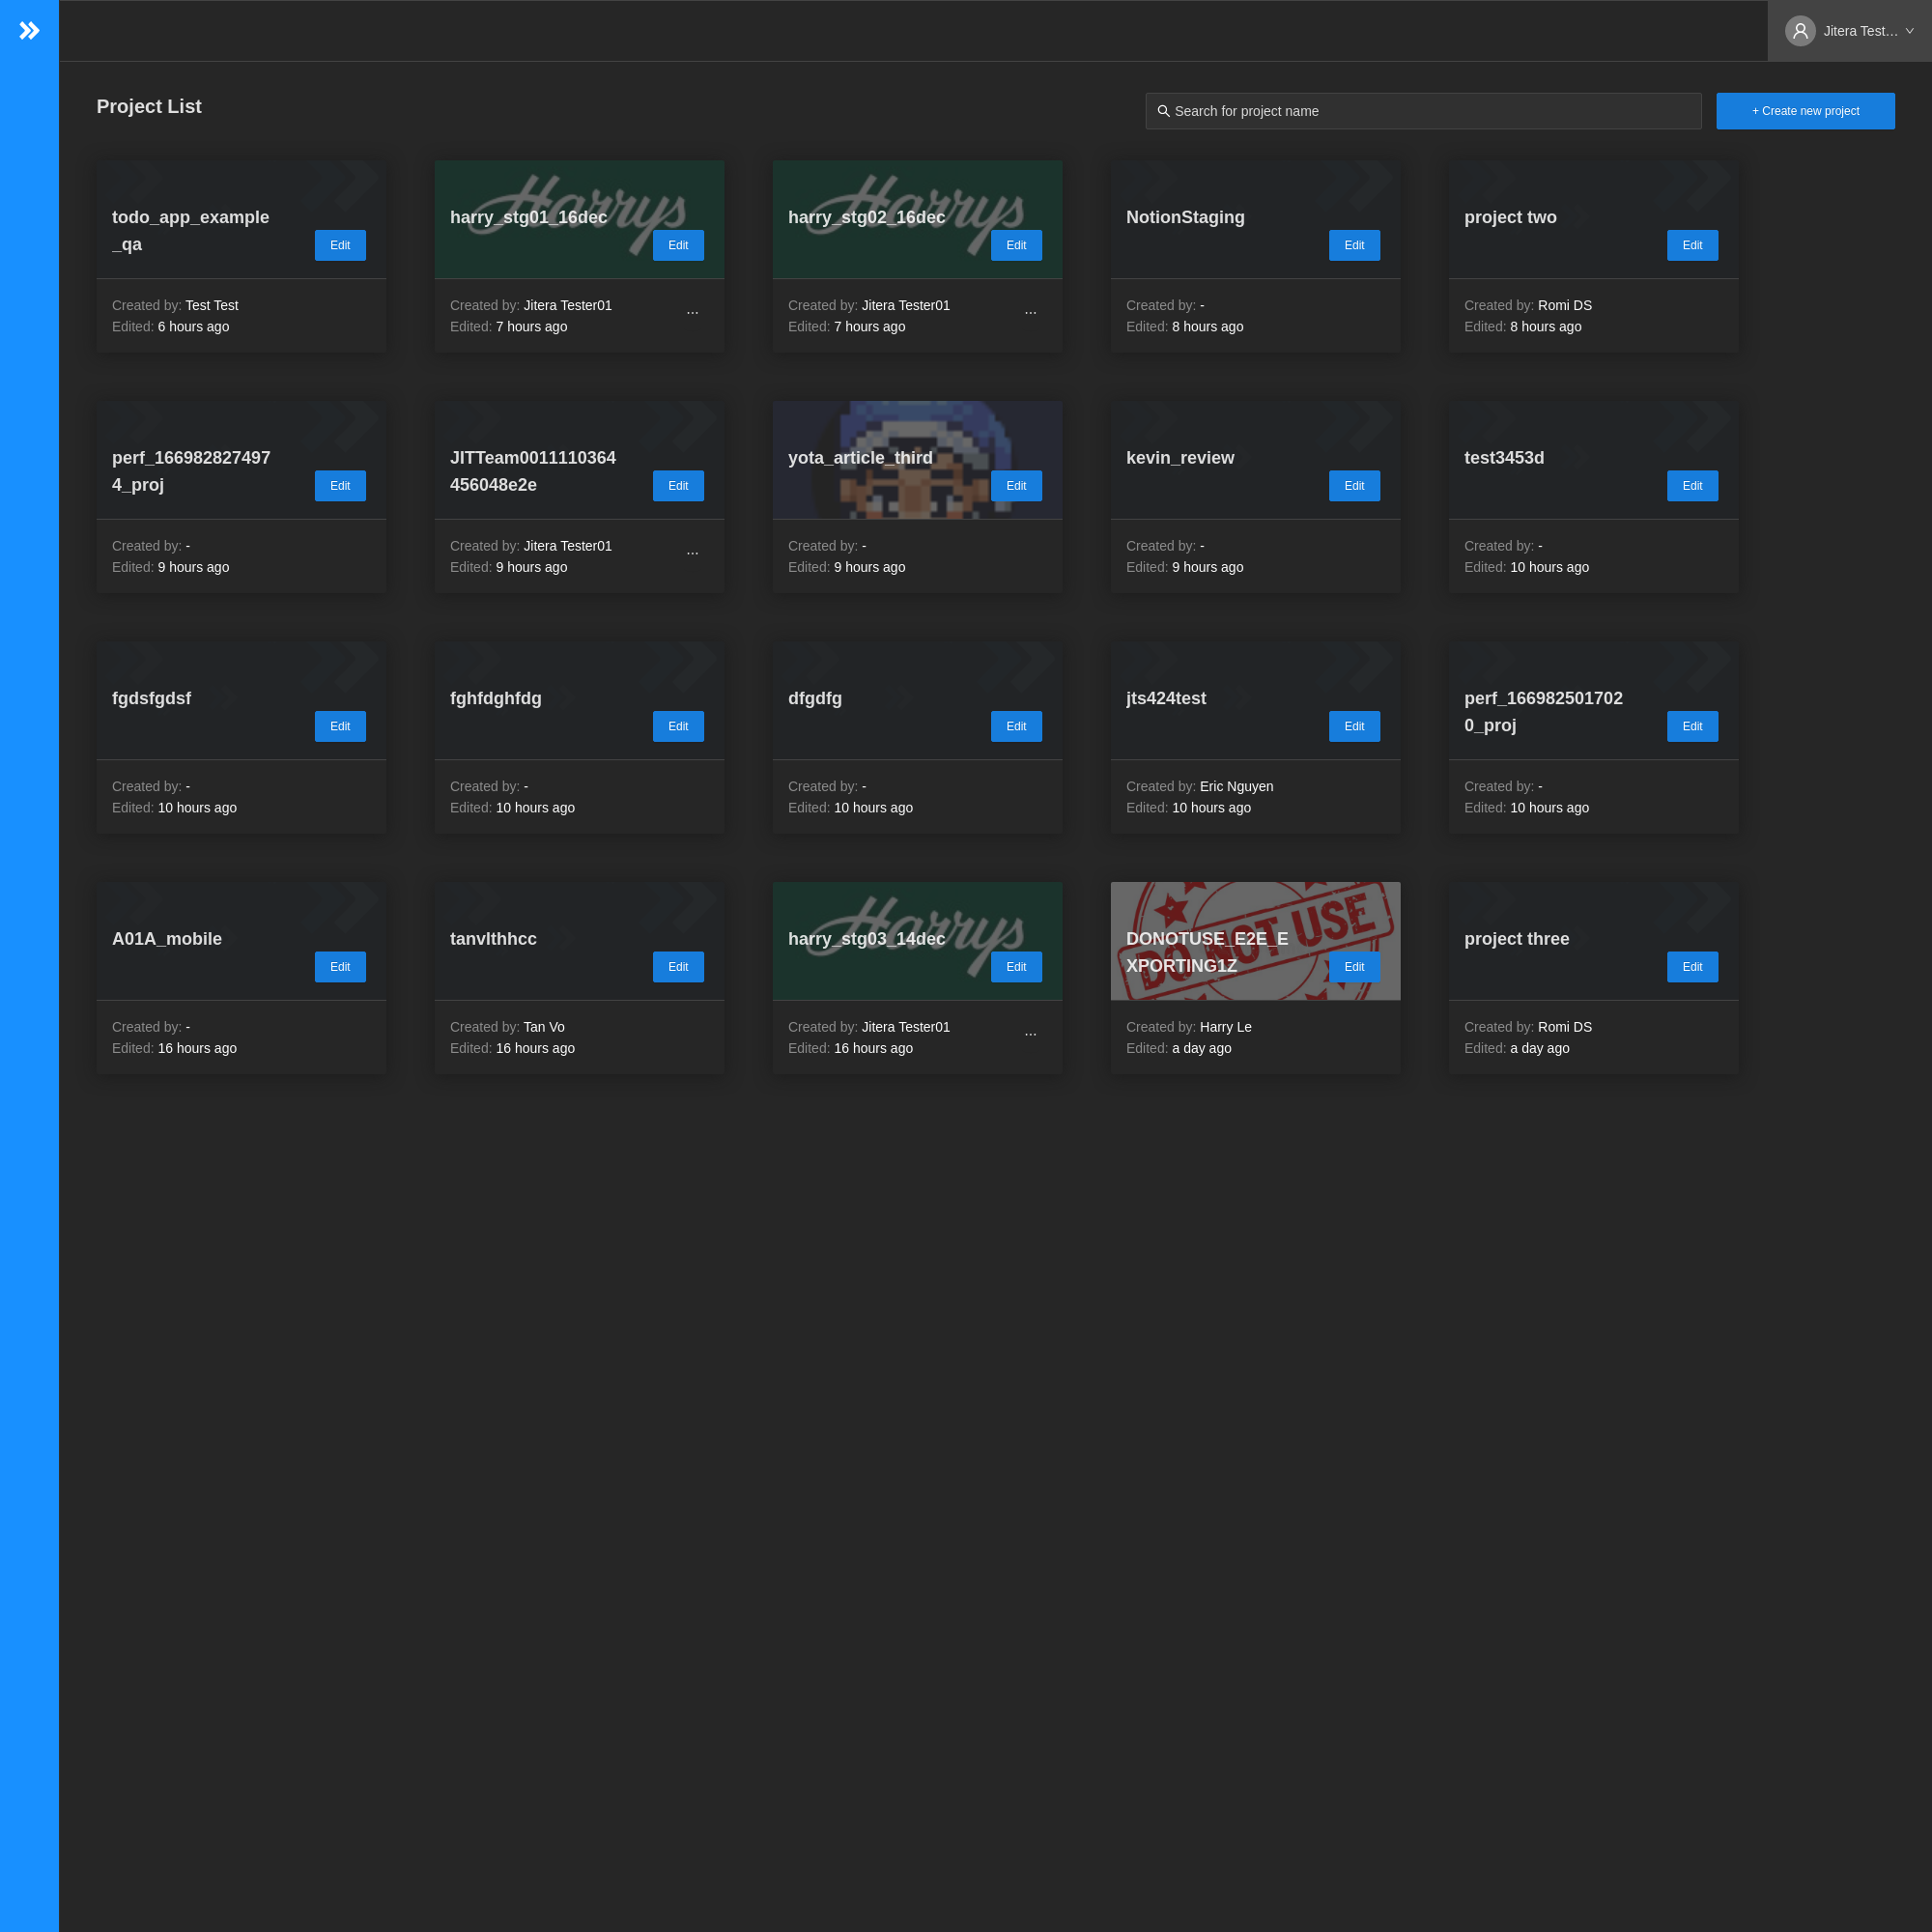 Jitera Test...
Project List
Search for project name
+ Create new project
todo_app_example
_qa
Edit
Created by: Test Test
Edited: 6 hours ago
Harrys
harry_stg01_16dec
Edit
Created by: Jitera Tester01
...
Edited: 7 hours ago
Harrys
harry_stg02_16dec
Edit
Created by: Jitera Tester01
...
Edited: 7 hours ago
NotionStaging
Edit
Created by: -
Edited: 8 hours ago
project two
Edit
Created by: Romi DS
Edited: 8 hours ago
perf_166982827497
4_proj
Edit
Created by: -
Edited: 9 hours ago
JITTeam0011110364
456048e2e
Edit
Created by: Jitera Tester01
...
Edited: 9 hours ago
yota_article_third
Edit
Created by: -
Edited: 9 hours ago
kevin_review
Edit
Created by: -
Edited: 9 hours ago
test3453d
Edit
Created by: -
Edited: 10 hours ago
fgdsfgdsf
Edit
Created by: -
Edited: 10 hours ago
fghfdghfdg
Edit
Created by: -
Edited: 10 hours ago
dfgdfg
Edit
Created by: -
Edited: 10 hours ago
jts424test
Edit
Created by: Eric Nguyen
Edited: 10 hours ago
perf_166982501702
0_proj
Edit
Created by: -
Edited: 10 hours ago
A01A_mobile
Edit
Created by: -
Edited: 16 hours ago
tanvlthhcc
Edit
Created by: Tan Vo
Edited: 16 hours ago
Harrys
harry_stg03_14dec
Edit
Created by: Jitera Tester01
...
Edited: 16 hours ago
DO NOT USE
DONOTUSE_E2E_E
XPORTING1Z
Edit
Created by: Harry Le
Edited: a day ago
project three
Edit
Created by: Romi DS
Edited: a day ago